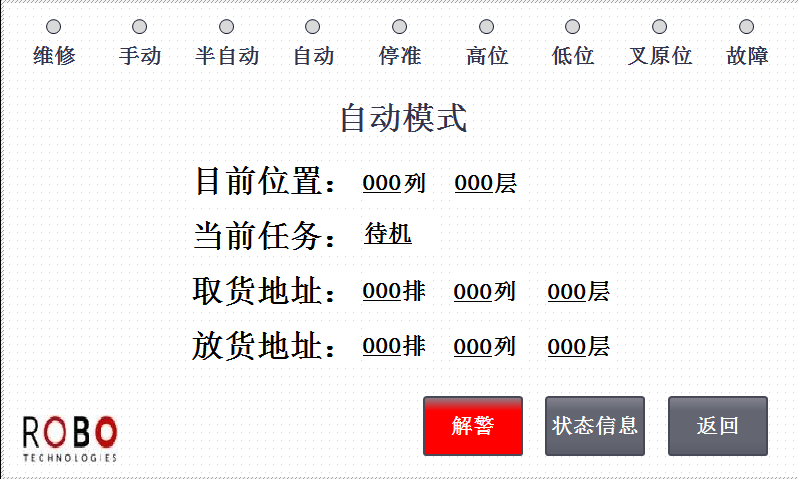 维修 手动 半自动 自动 停准 高位 低位 叉原位 故障
自动模式
目前位置： 000列 000层
当前任务： 待机
取货地址： 000排 000列 000层
放货地址： 000排 000列 000层
解警 状态信息 返回
ROBO
TECHNOLOGIES